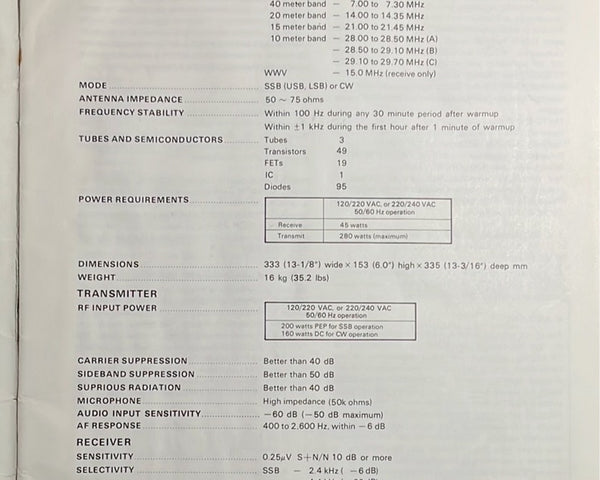 40 meter band – 7.00 to 7.30 MHz
20 meter band – 14.00 to 14.35 MHz
15 meter band – 21.00 to 21.45 MHz
10 meter band – 28.00 to 28.50 MHz (A)
– 28.50 to 29.10 MHz (B)
– 29.10 to 29.70 MHz (C)
WWV – 15.0 MHz (receive only)
MODE SSB (USB, LSB) or CW
ANTENNA IMPEDANCE 50 ~ 75 ohms
FREQUENCY STABILITY Within 100 Hz during any 30 minute period after warmup
Within ±1 kHz during the first hour after 1 minute of warmup
TUBES AND SEMICONDUCTORS Tubes 3
Transistors 49
FETs 19
IC 1
Diodes 95
POWER REQUIREMENTS
120/220 VAC, or 220/240 VAC
50/60 Hz operation
Receive 45 watts
Transmit 280 watts (maximum)
DIMENSIONS 333 (13-1/8") wide × 153 (6.0") high × 335 (13-3/16") deep mm
WEIGHT 16 kg (35.2 lbs)
TRANSMITTER
RF INPUT POWER
120/220 VAC, or 220/240 VAC
50/60 Hz operation
200 watts PEP for SSB operation
160 watts DC for CW operation
CARRIER SUPPRESSION Better than 40 dB
SIDEBAND SUPPRESSION Better than 50 dB
SUPRIOUS RADIATION Better than 40 dB
MICROPHONE High impedance (50k ohms)
AUDIO INPUT SENSITIVITY –60 dB (–50 dB maximum)
AF RESPONSE 400 to 2.600 Hz, within –6 dB
RECEIVER
SENSITIVITY 0.25μV S+N/N 10 dB or more
SELECTIVITY SSB – 2.4 kHz ( –6 dB)